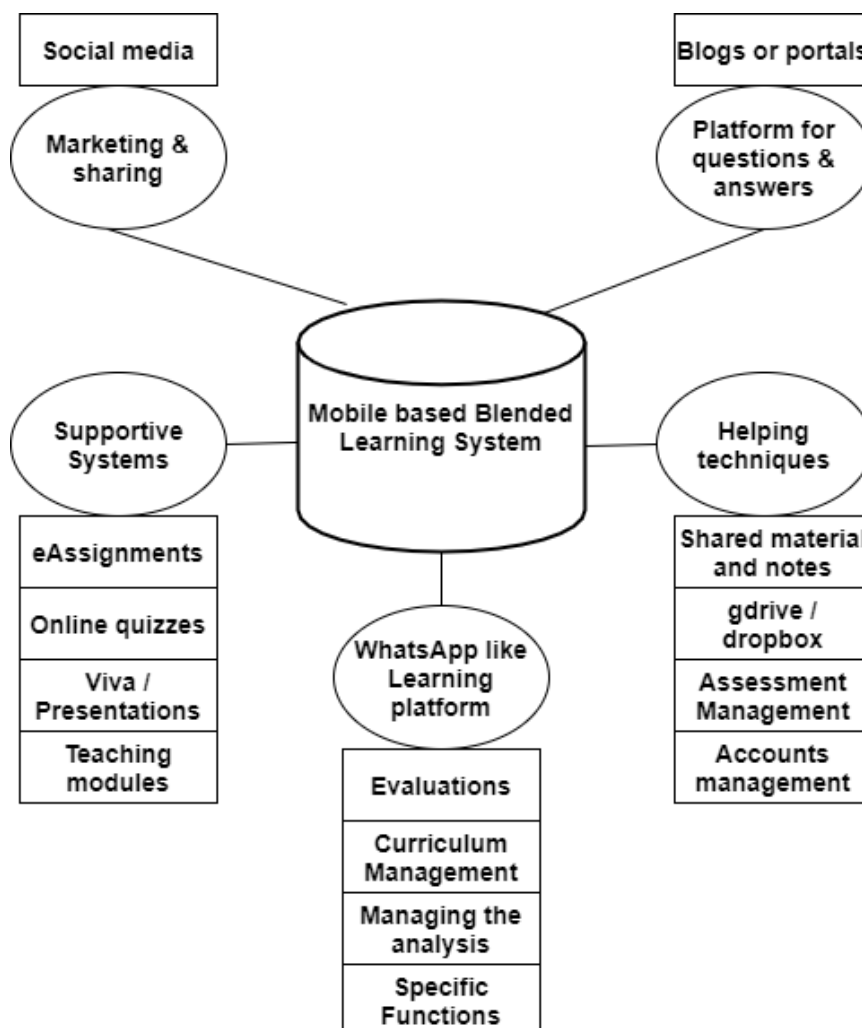 Social media
Marketing &
sharing
Blogs or portals
Platform for
questions &
answers
Mobile based Blended
Learning System
Supportive
Systems
eAssignments
Online quizzes
Viva /
Presentations
Teaching
modules
WhatsApp like
Learning
platform
Evaluations
Curriculum
Management
Managing the
analysis
Specific
Functions
Helping
techniques
Shared material
and notes
gdrive /
dropbox
Assessment
Management
Accounts
management